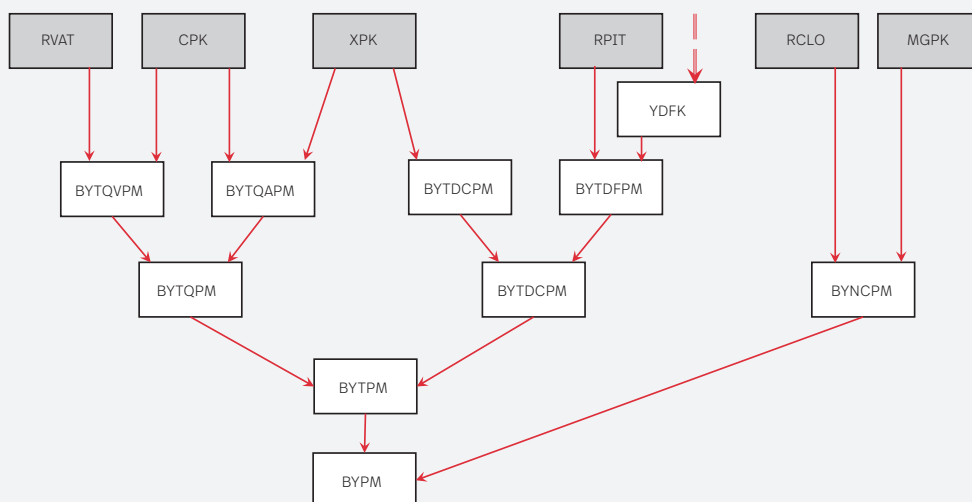 RVAT
CPK
XPK
RPIT
RCLO
MGPK
YDFK
BYTQVPM
BYTQAPM
BYTDCPM
BYTDFPM
BYTQPM
BYTDCPM
BYNCPM
BYTPM
BYPM